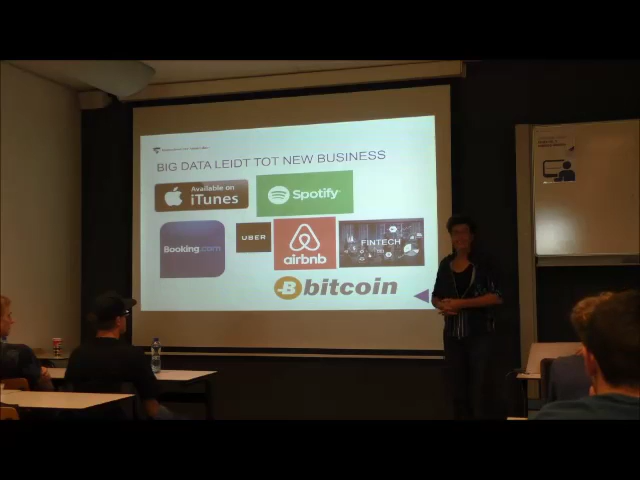 BIG DATA LEIDT TOT NEW BUSINESS
Available on
iTunes
Spotify
Booking.com
UBER
airbnb
FINTECH
B bitcoin